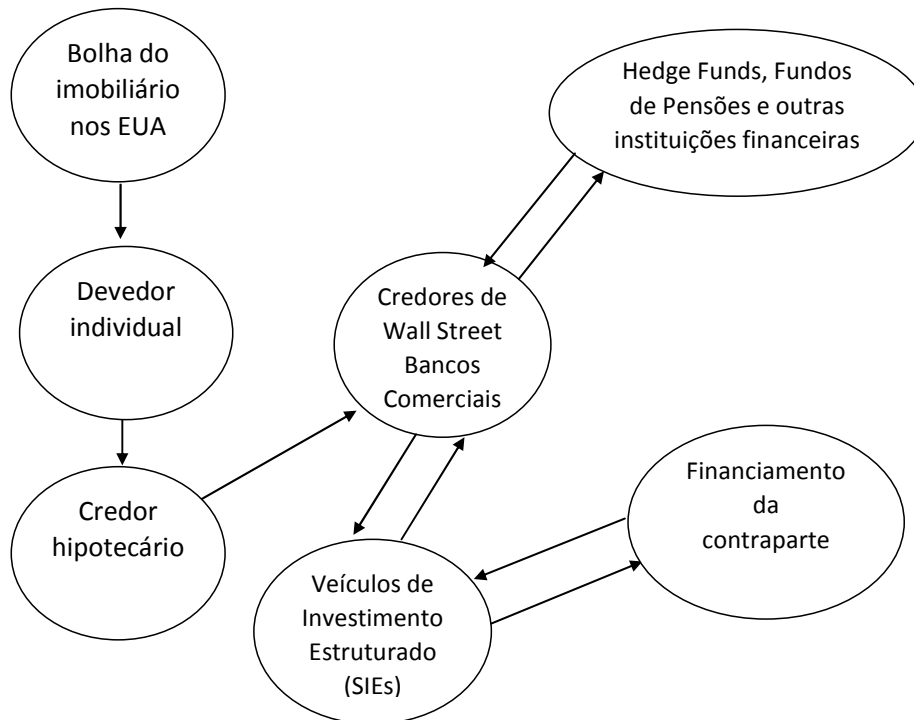 Bolha do
imobiliário
nos EUA
Hedge Funds, Fundos
de Pensões e outras
instituições financeiras
Devedor
individual
Credores de
Wall Street
Bancos
Comerciais
Credor
hipotecário
Financiamento
da
contraparte
Veículos de
Investimento
Estruturado
(SIEs)